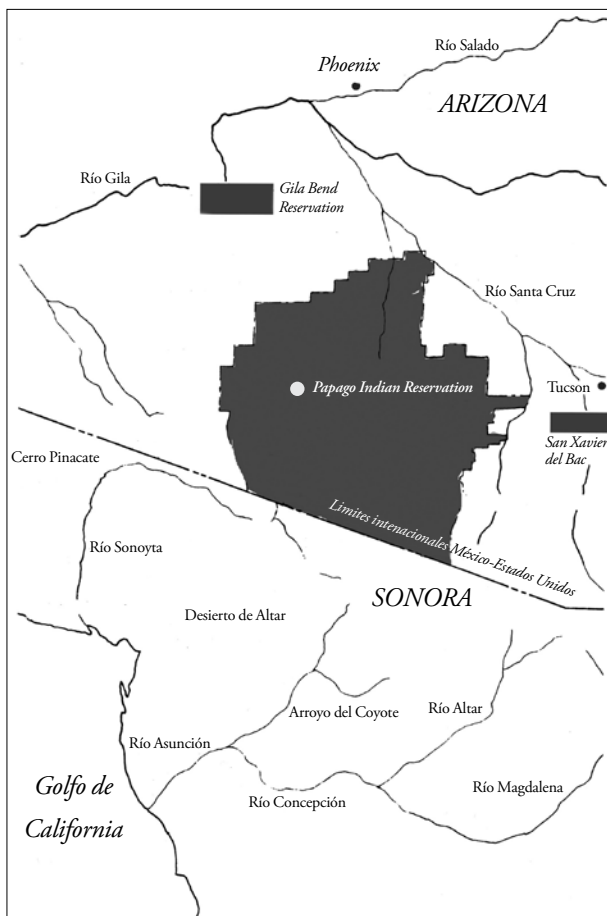 Río Salado
Phoenix
ARIZONA
Río Gila
Gila Bend
Reservation
Río Santa Cruz
Papago Indian Reservation
Tucson
San Xavier
del Bac
Cerro Pinacate
Limites intenacionales México-Estados Unidos
Río Sonoyta
SONORA
Desierto de Altar
Arroyo del Coyote
Río Altar
Río Asunción
Golfo de
California
Río Concepción
Río Magdalena